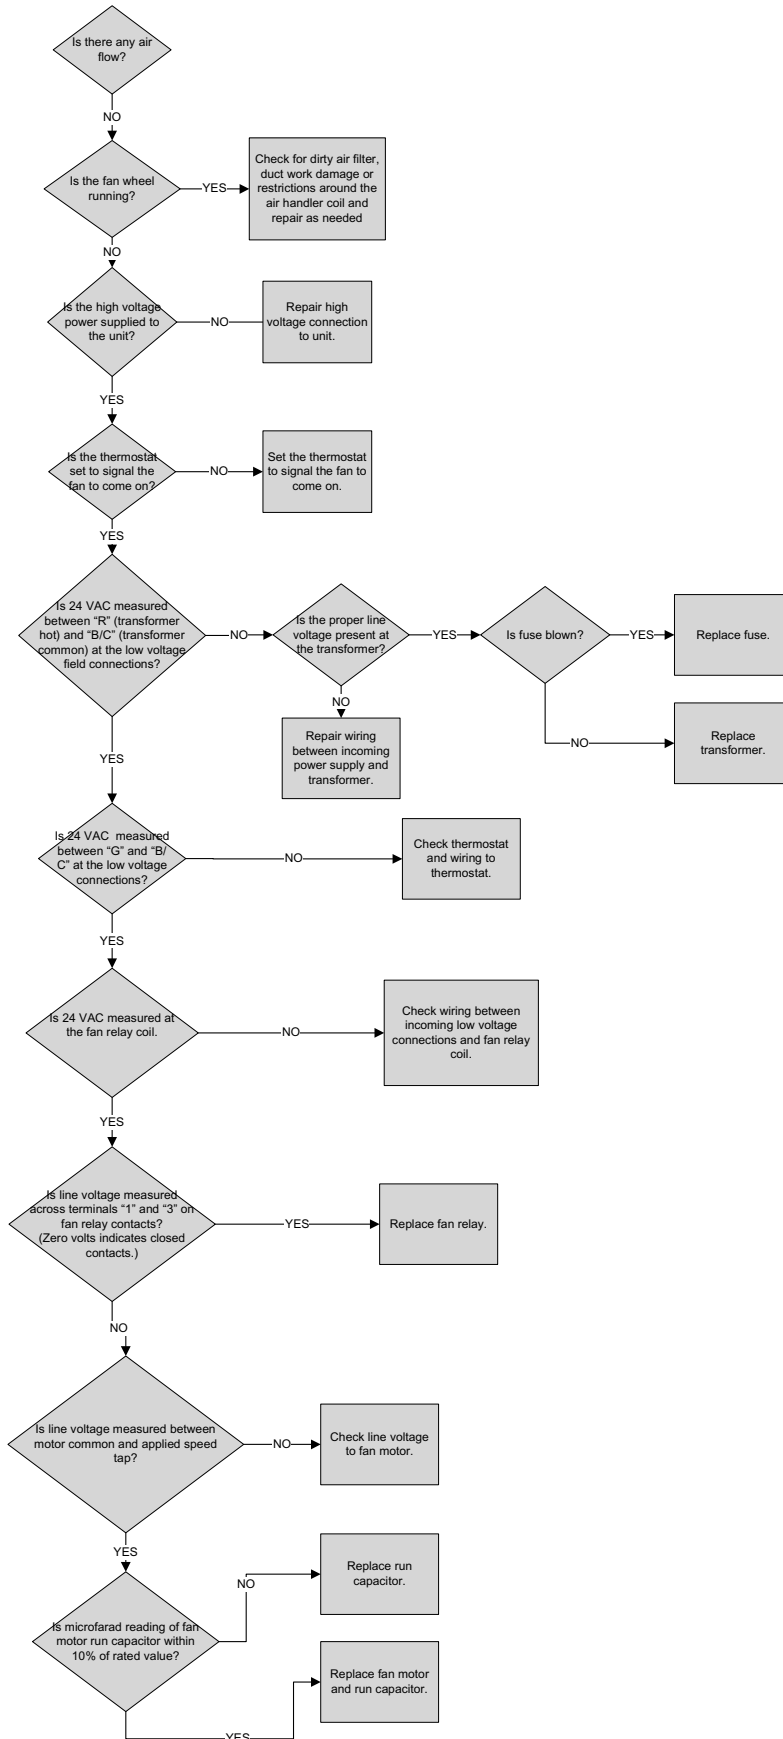 Is there any air
flow?
NO
Is the fan wheel
running?
YES
Check for dirty air filter,
duct work damage or
restrictions around the
air handler coil and
repair as needed
NO
Is the high voltage
power supplied to
the unit?
NO
Repair high
voltage connection
to unit.
YES
Is the thermostat
set to signal the
fan to come on?
NO
Set the thermostat
to signal the fan to
come on.
YES
Is 24 VAC measured
between “R” (transformer
hot) and “B/C” (transformer
common) at the low voltage
field connections?
NO
Is the proper line
voltage present at
the transformer?
YES
Is fuse blown?
YES
Replace fuse.
NO
Repair wiring
between incoming
power supply and
transformer.
NO
Replace
transformer.
YES
Is 24 VAC measured
between “G” and “B/
C” at the low voltage
connections?
NO
Check thermostat
and wiring to
thermostat.
YES
Is 24 VAC measured at
the fan relay coil.
NO
Check wiring between
incoming low voltage
connections and fan relay
coil.
YES
Is line voltage measured
across terminals “1” and “3” on
fan relay contacts?
(Zero volts indicates closed
contacts.)
YES
Replace fan relay.
NO
Is line voltage measured between
motor common and applied speed
tap?
NO
Check line voltage
to fan motor.
YES
Is microfarad reading of fan
motor run capacitor within
10% of rated value?
NO
Replace run
capacitor.
YES
Replace fan motor
and run capacitor.